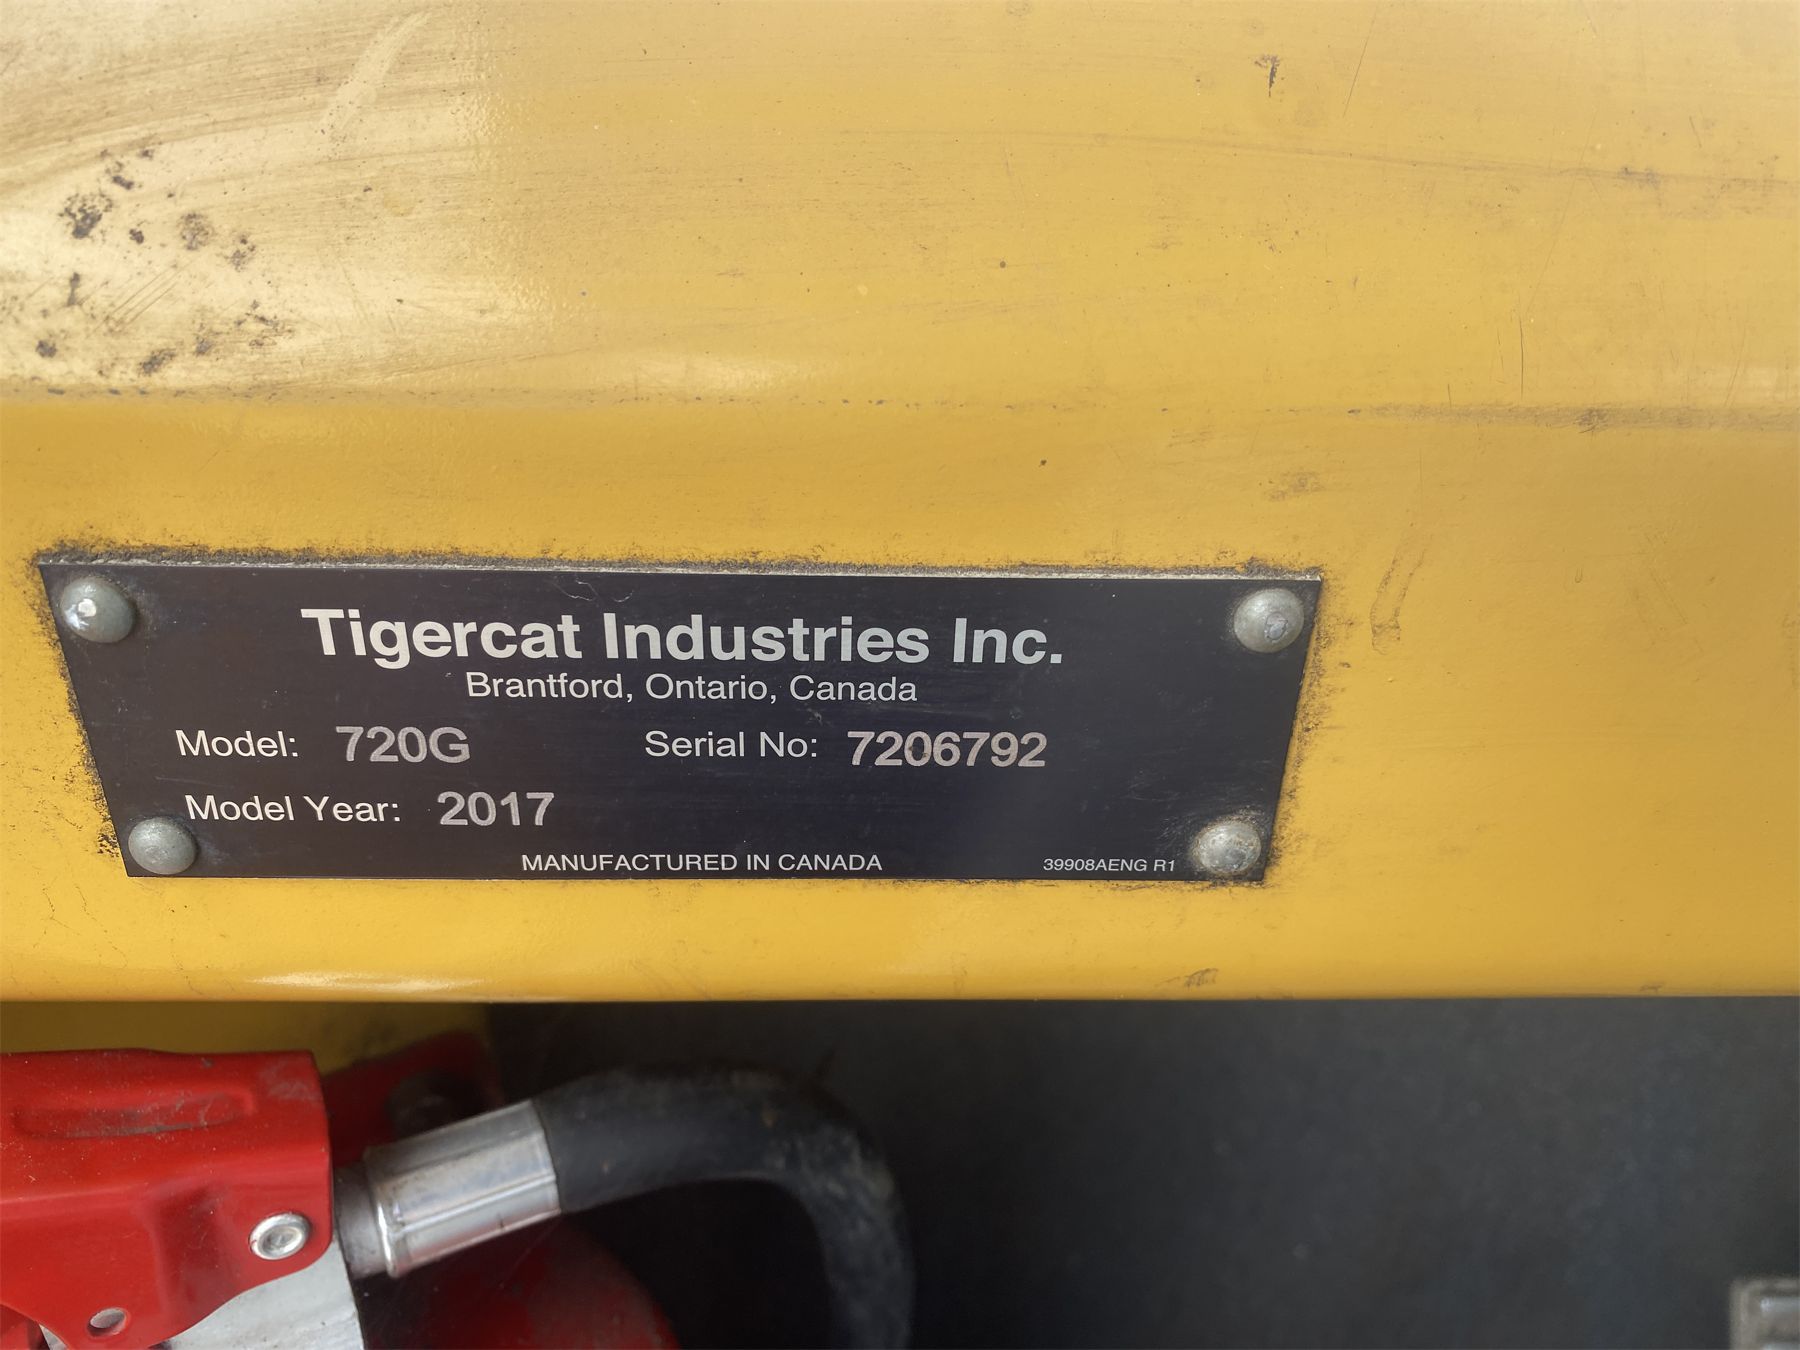 Tigercat Industries Inc.
Brantford, Ontario, Canada
Model: 720G Serial No: 7206792
Model Year: 2017
MANUFACTURED IN CANADA 39908AENG R1